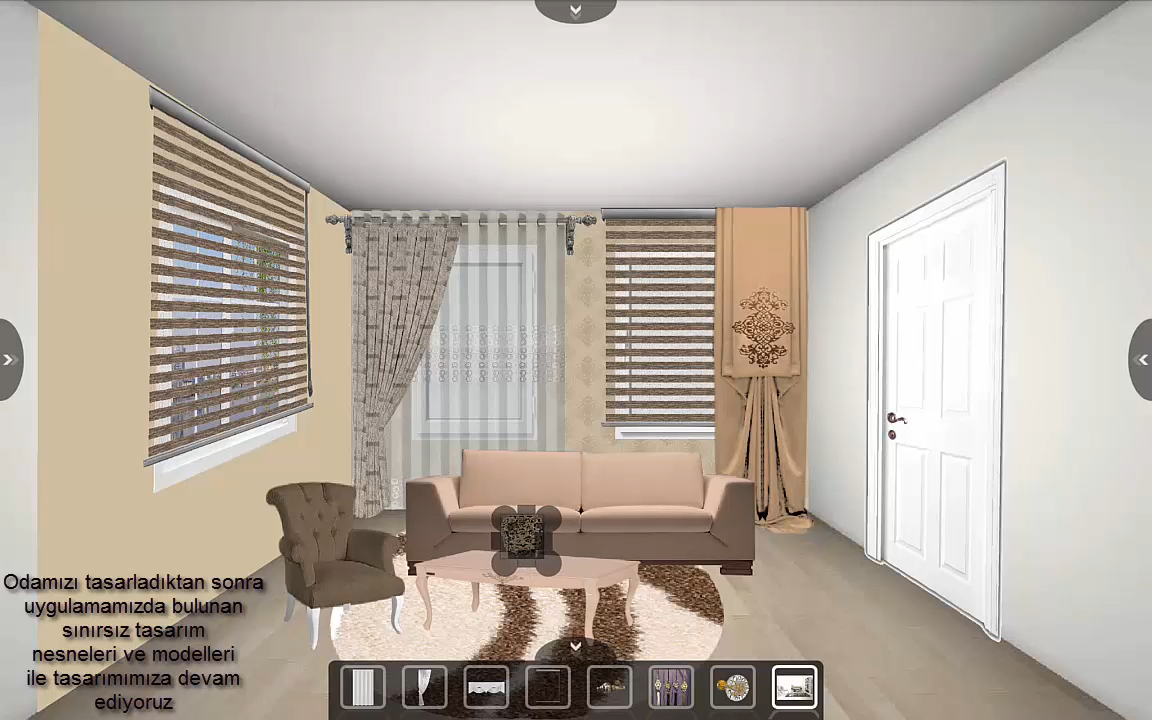 Odamızı tasarladıktan sonra
uygulamamızda bulunan
sınırsız tasarım
nesneleri ve modelleri
ile tasarımımıza devam
ediyoruz